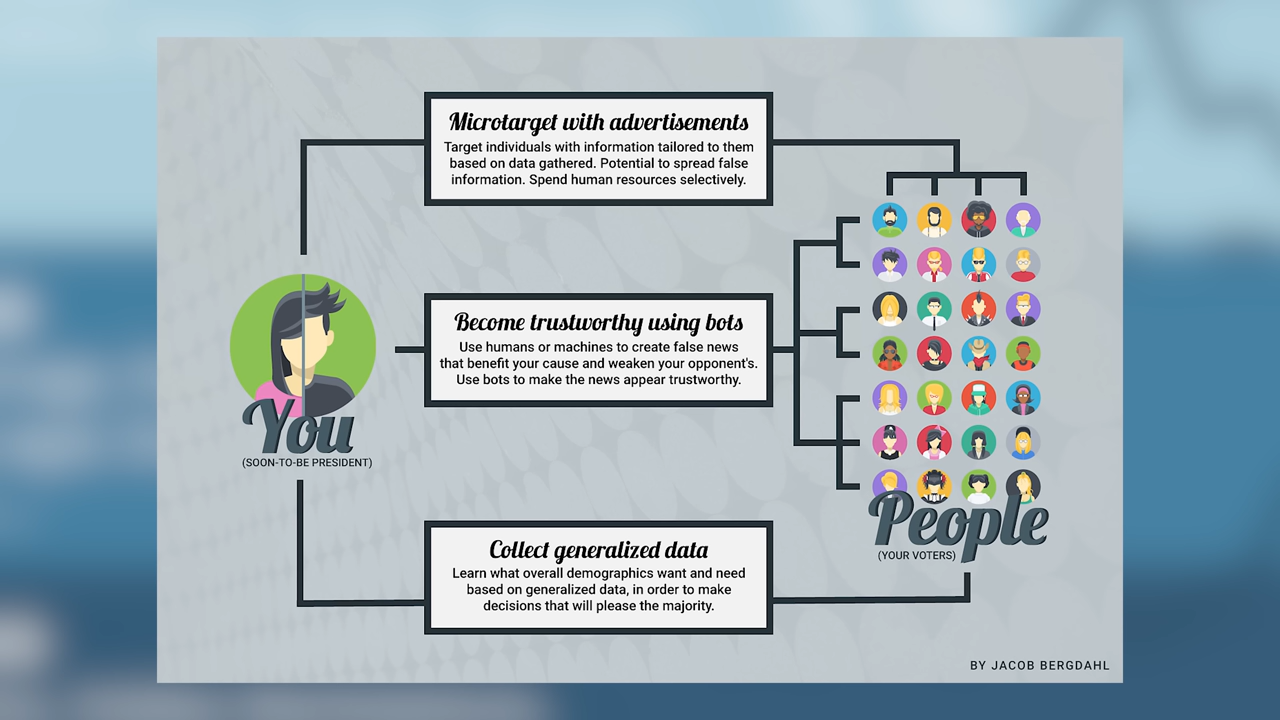 Microtarget with advertisements
Target individuals with information tailored to them
based on data gathered. Potential to spread false
information. Spend human resources selectively.
Become trustworthy using bots
Use humans or machines to create false news
that benefit your cause and weaken your opponent's.
Use bots to make the news appear trustworthy.
You
(SOON-TO-BE PRESIDENT)
People
(YOUR VOTERS)
Collect generalized data
Learn what overall demographics want and need
based on generalized data, in order to make
decisions that will please the majority.
BY JACOB BERGDAHL